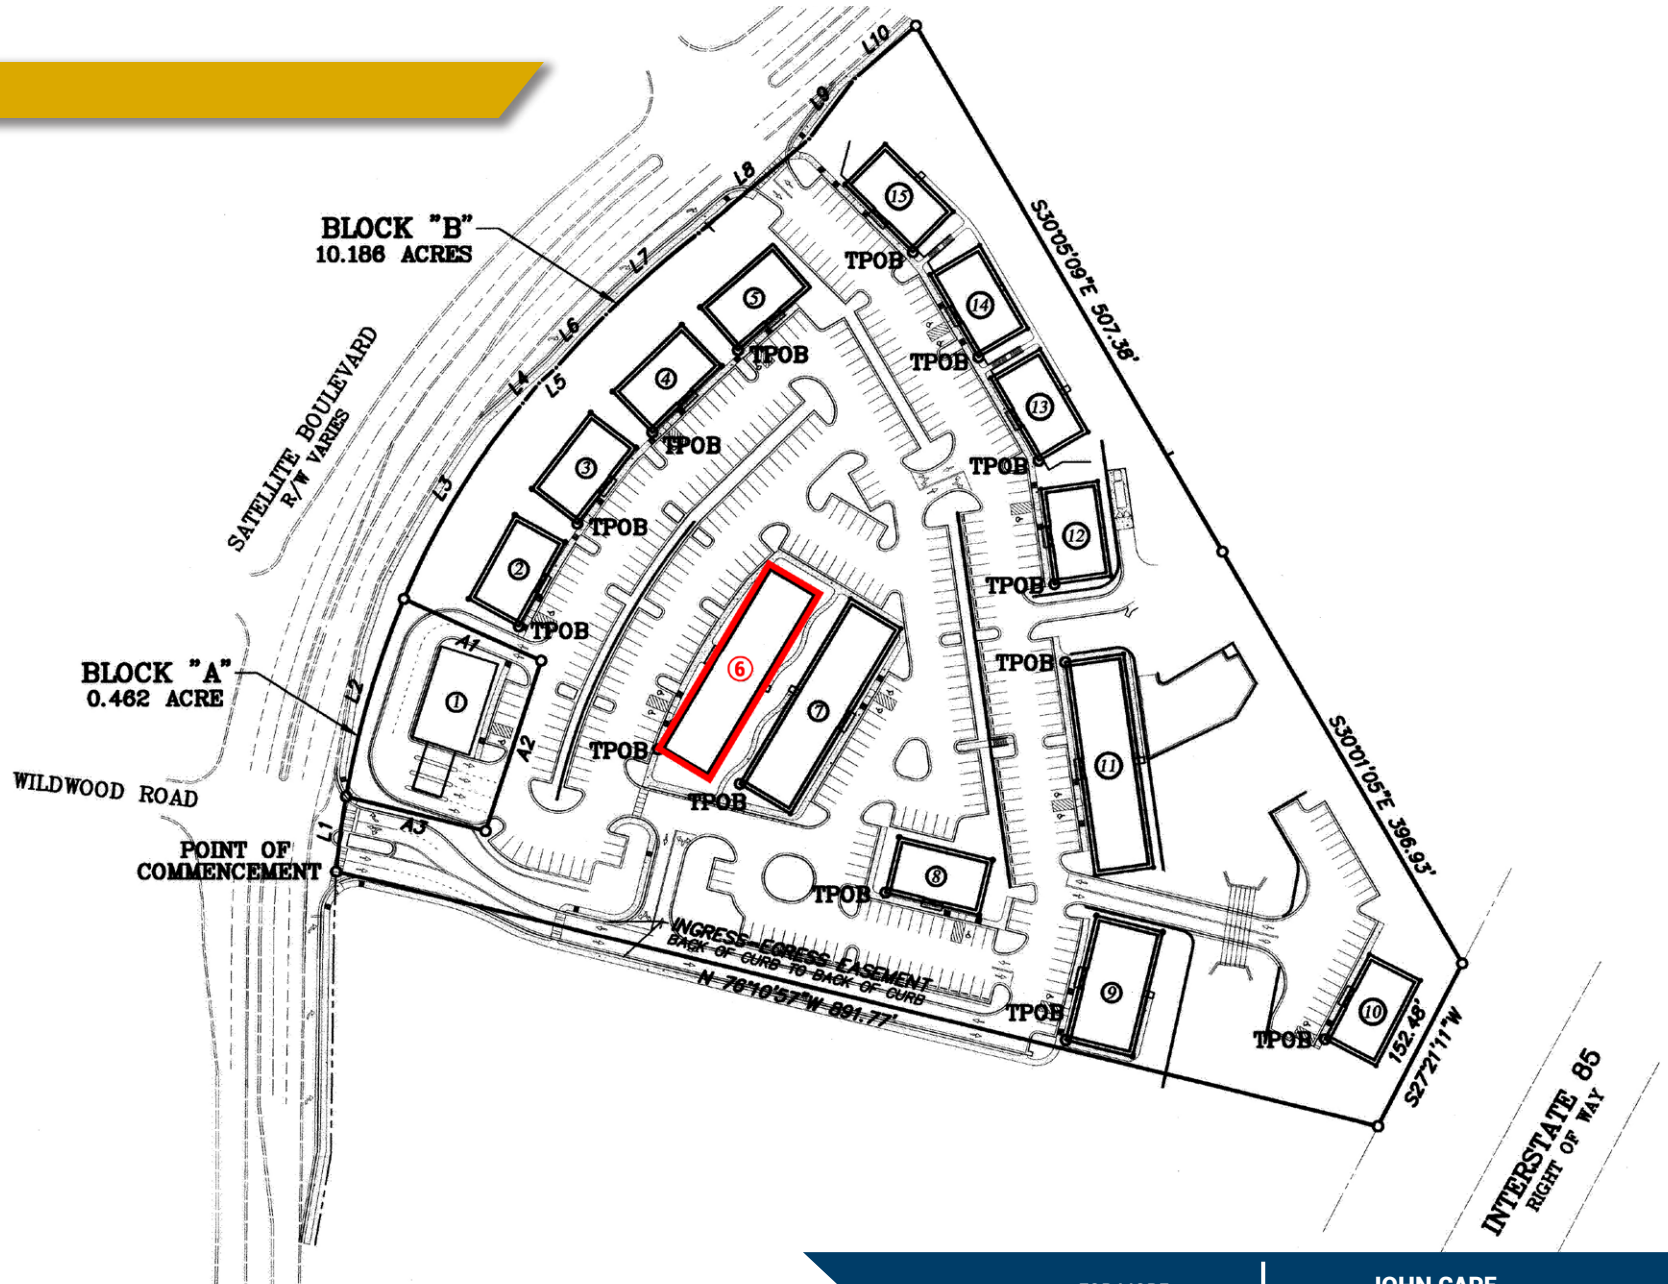 L10
L9
L8
BLOCK "B"
10.186 ACRES
L7
L6
L4
L5
L3
SATELLITE BOULEVARD
R/W VARIES
S30°05'09"E 507.38'
15
TPOB
14
TPOB
13
TPOB
12
TPOB
5
TPOB
4
TPOB
3
TPOB
2
TPOB
BLOCK "A"
0.462 ACRE
L2
A1
1
A2
A3
L1
WILDWOOD ROAD
POINT OF
COMMENCEMENT
6
TPOB
7
TPOB
TPOB
11
S30°01'05"E 396.93'
8
TPOB
INGRESS-EGRESS EASEMENT
BACK OF CURB TO BACK OF CURB
N 76°10'57"W 891.77'
9
TPOB
10
TPOB
152.48'
S27°21'11"W
INTERSTATE 85
RIGHT OF WAY